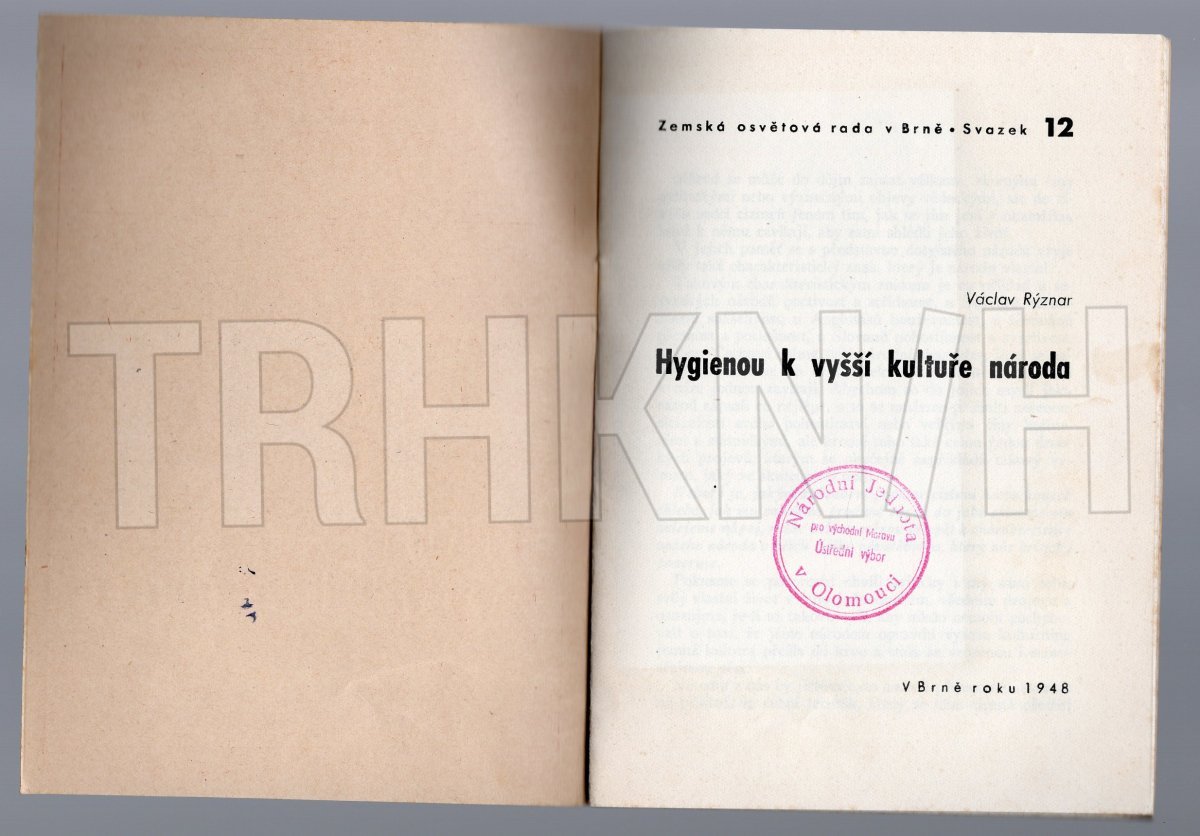 Zemská osvětová rada v Brně • Svazek 12
Václav Rýznar
Hygienou k vyšší kultuře národa
TRHKNIH
Národní Jednota
pro východní Moravu
Ústřední výbor
v Olomouci
V Brně roku 1948